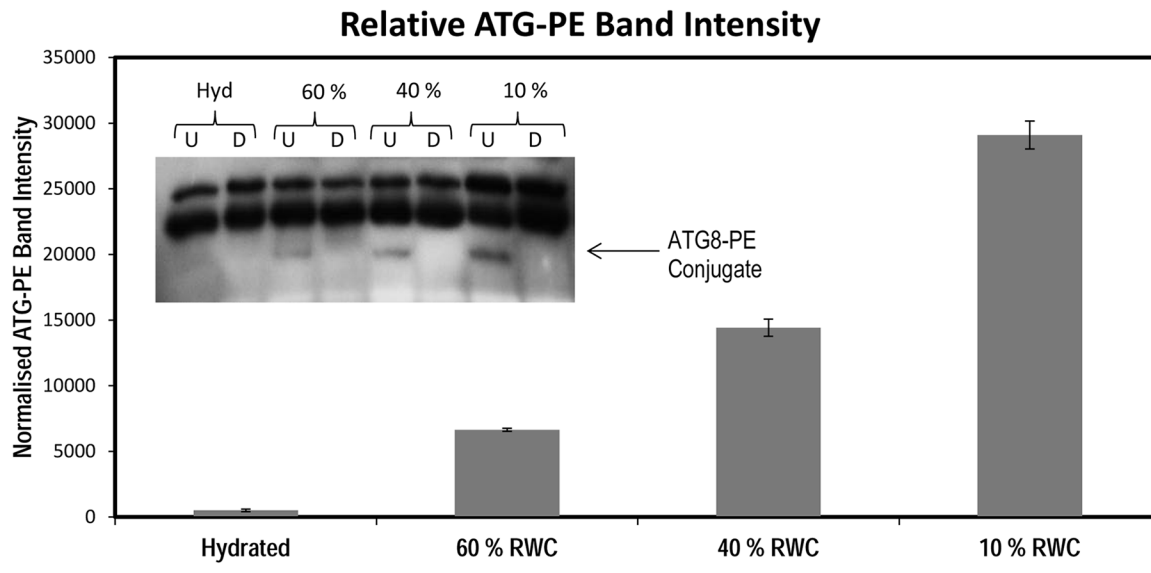 Relative ATG-PE Band Intensity
Normalised ATG-PE Band Intensity
35000
30000
25000
20000
15000
10000
5000
0
Hyd 60 % 40 % 10 %
U D U D U D U D
ATG8-PE
Conjugate
Hydrated 60 % RWC 40 % RWC 10 % RWC